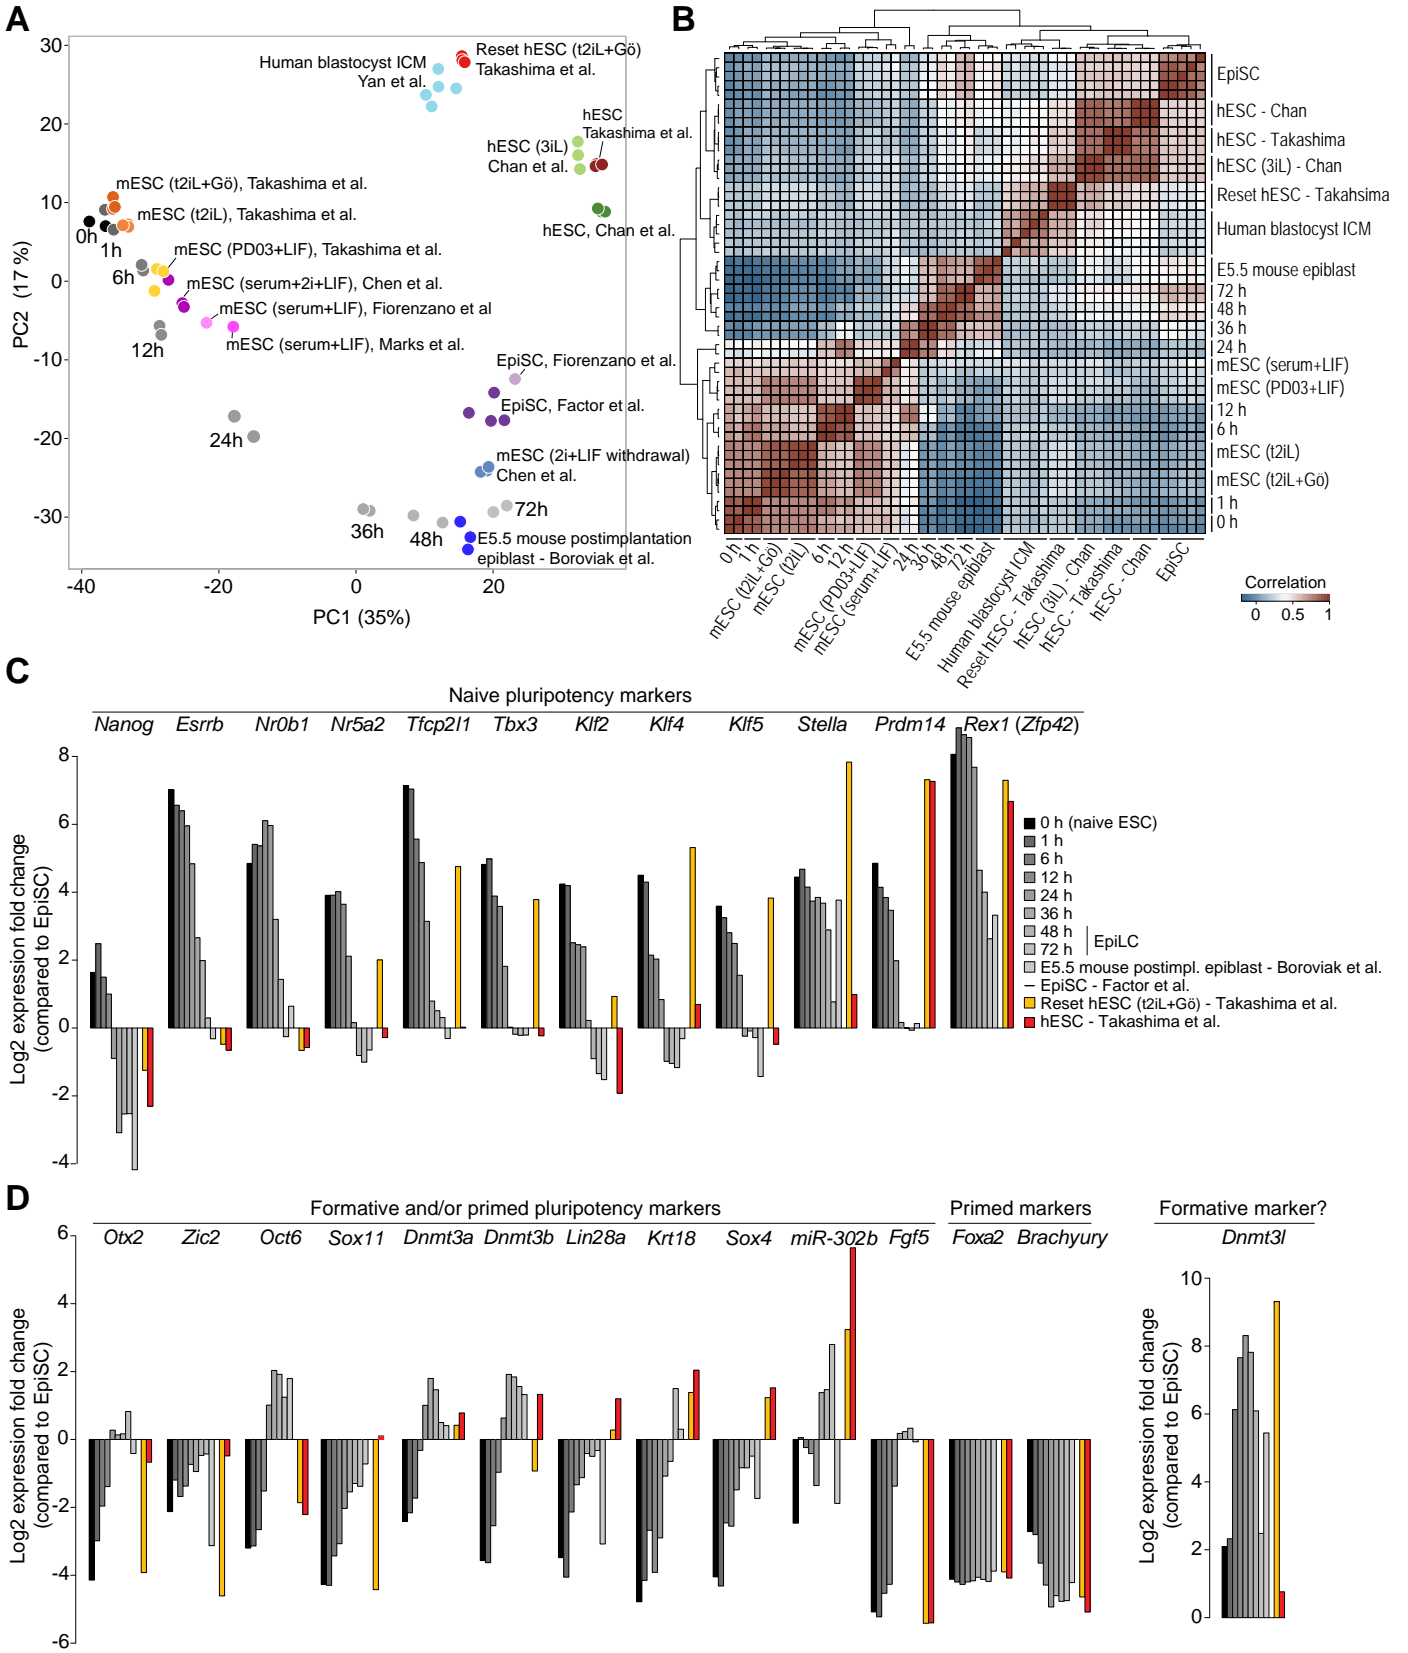 A
30
20
10
0
-10
-20
-30
-40
-20
0
20
PC2 (17 %)
PC1 (35%)
Human blastocyst ICM
Yan et al.
Reset hESC (t2iL+Gö)
Takashima et al.
hESC
Takashima et al.
hESC (3iL)
Chan et al.
hESC, Chan et al.
mESC (t2iL+Gö), Takashima et al.
mESC (t2iL), Takashima et al.
0h
1h
mESC (PD03+LIF), Takashima et al.
6h
mESC (serum+2i+LIF), Chen et al.
mESC (serum+LIF), Fiorenzano et al
12h
mESC (serum+LIF), Marks et al.
EpiSC, Fiorenzano et al.
EpiSC, Factor et al.
24h
mESC (2i+LIF withdrawal)
Chen et al.
36h
48h
72h
E5.5 mouse postimplantation
epiblast - Boroviak et al.
B
EpiSC
hESC - Chan
hESC - Takashima
hESC (3iL) - Chan
Reset hESC - Takahsima
Human blastocyst ICM
E5.5 mouse epiblast
72 h
48 h
36 h
24 h
mESC (serum+LIF)
mESC (PD03+LIF)
12 h
6 h
mESC (t2iL)
mESC (t2iL+Gö)
1 h
0 h
0 h
1 h
mESC (t2iL+Gö)
mESC (t2iL)
6 h
12 h
mESC (PD03+LIF)
mESC (serum+LIF)
24 h
36 h
48 h
72 h
E5.5 mouse epiblast
Human blastocyst ICM
Reset hESC - Takashima
hESC (3iL) - Chan
hESC - Takashima
hESC - Chan
EpiSC
Correlation
0 0.5 1
C
Naive pluripotency markers
Nanog Esrrb Nr0b1 Nr5a2 Tfcp2l1 Tbx3 Klf2 Klf4 Klf5 Stella Prdm14 Rex1 (Zfp42)
8
6
4
2
0
-2
-4
Log2 expression fold change
(compared to EpiSC)
0 h (naive ESC)
1 h
6 h
12 h
24 h
36 h
48 h
72 h
EpiLC
E5.5 mouse postimpl. epiblast - Boroviak et al.
EpiSC - Factor et al.
Reset hESC (t2iL+Gö) - Takashima et al.
hESC - Takashima et al.
D
Formative and/or primed pluripotency markers
Primed markers
Formative marker?
Otx2 Zic2 Oct6 Sox11 Dnmt3a Dnmt3b Lin28a Krt18 Sox4 miR-302b Fgf5 Foxa2 Brachyury Dnmt3l
6
4
2
0
-2
-4
-6
Log2 expression fold change
(compared to EpiSC)
10
8
6
4
2
0
Log2 expression fold change
(compared to EpiSC)